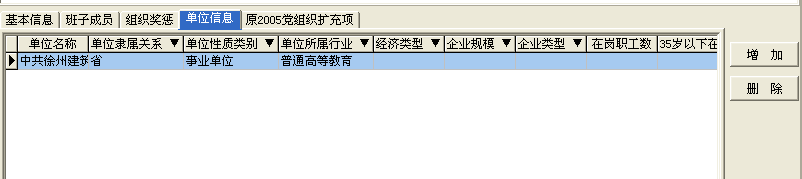 基本信息 班子成员 组织奖惩 单位信息 原2005党组织扩充项
单位名称 单位隶属关系 ▼ 单位性质类别 ▼ 单位所属行业 ▼ 经济类型 ▼ 企业规模 ▼ 企业类型 ▼ 在岗职工数 35岁以下在
中共徐州建 省 事业单位 普通高等教育
增 加
删 除